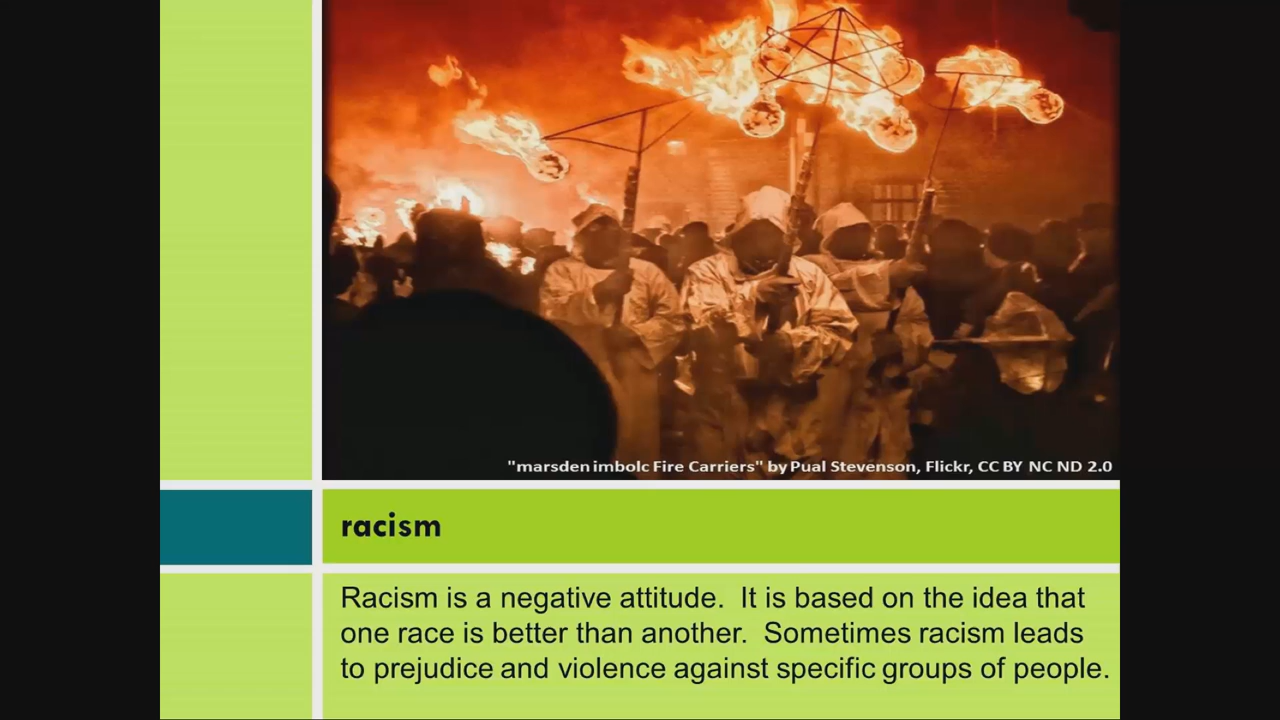 "marsden imbolc Fire Carriers" by Pual Stevenson, Flickr, CC BY NC ND 2.0
racism
Racism is a negative attitude.  It is based on the idea that
one race is better than another.  Sometimes racism leads
to prejudice and violence against specific groups of people.